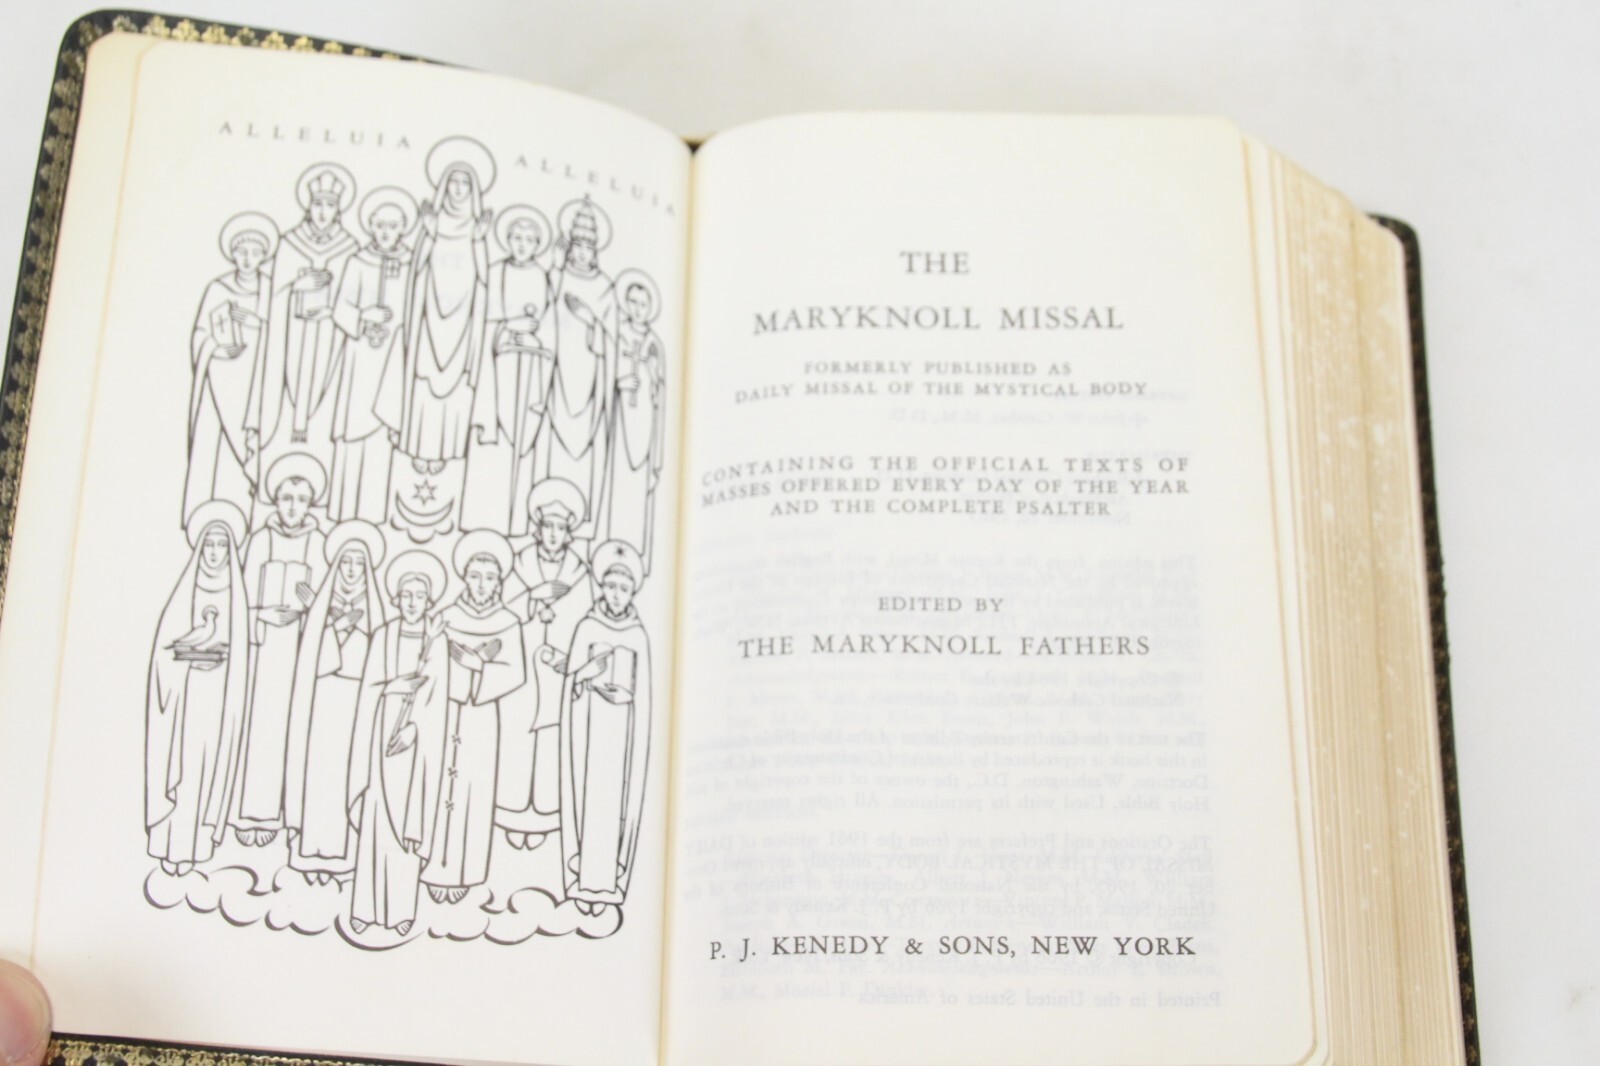 ALLELUIA ALLELUIA
THE
MARYKNOLL MISSAL
FORMERLY PUBLISHED AS
DAILY MISSAL OF THE MYSTICAL BODY
CONTAINING THE OFFICIAL TEXTS OF
MASSES OFFERED EVERY DAY OF THE YEAR
AND THE COMPLETE PSALTER
EDITED BY
THE MARYKNOLL FATHERS
P. J. KENEDY & SONS, NEW YORK